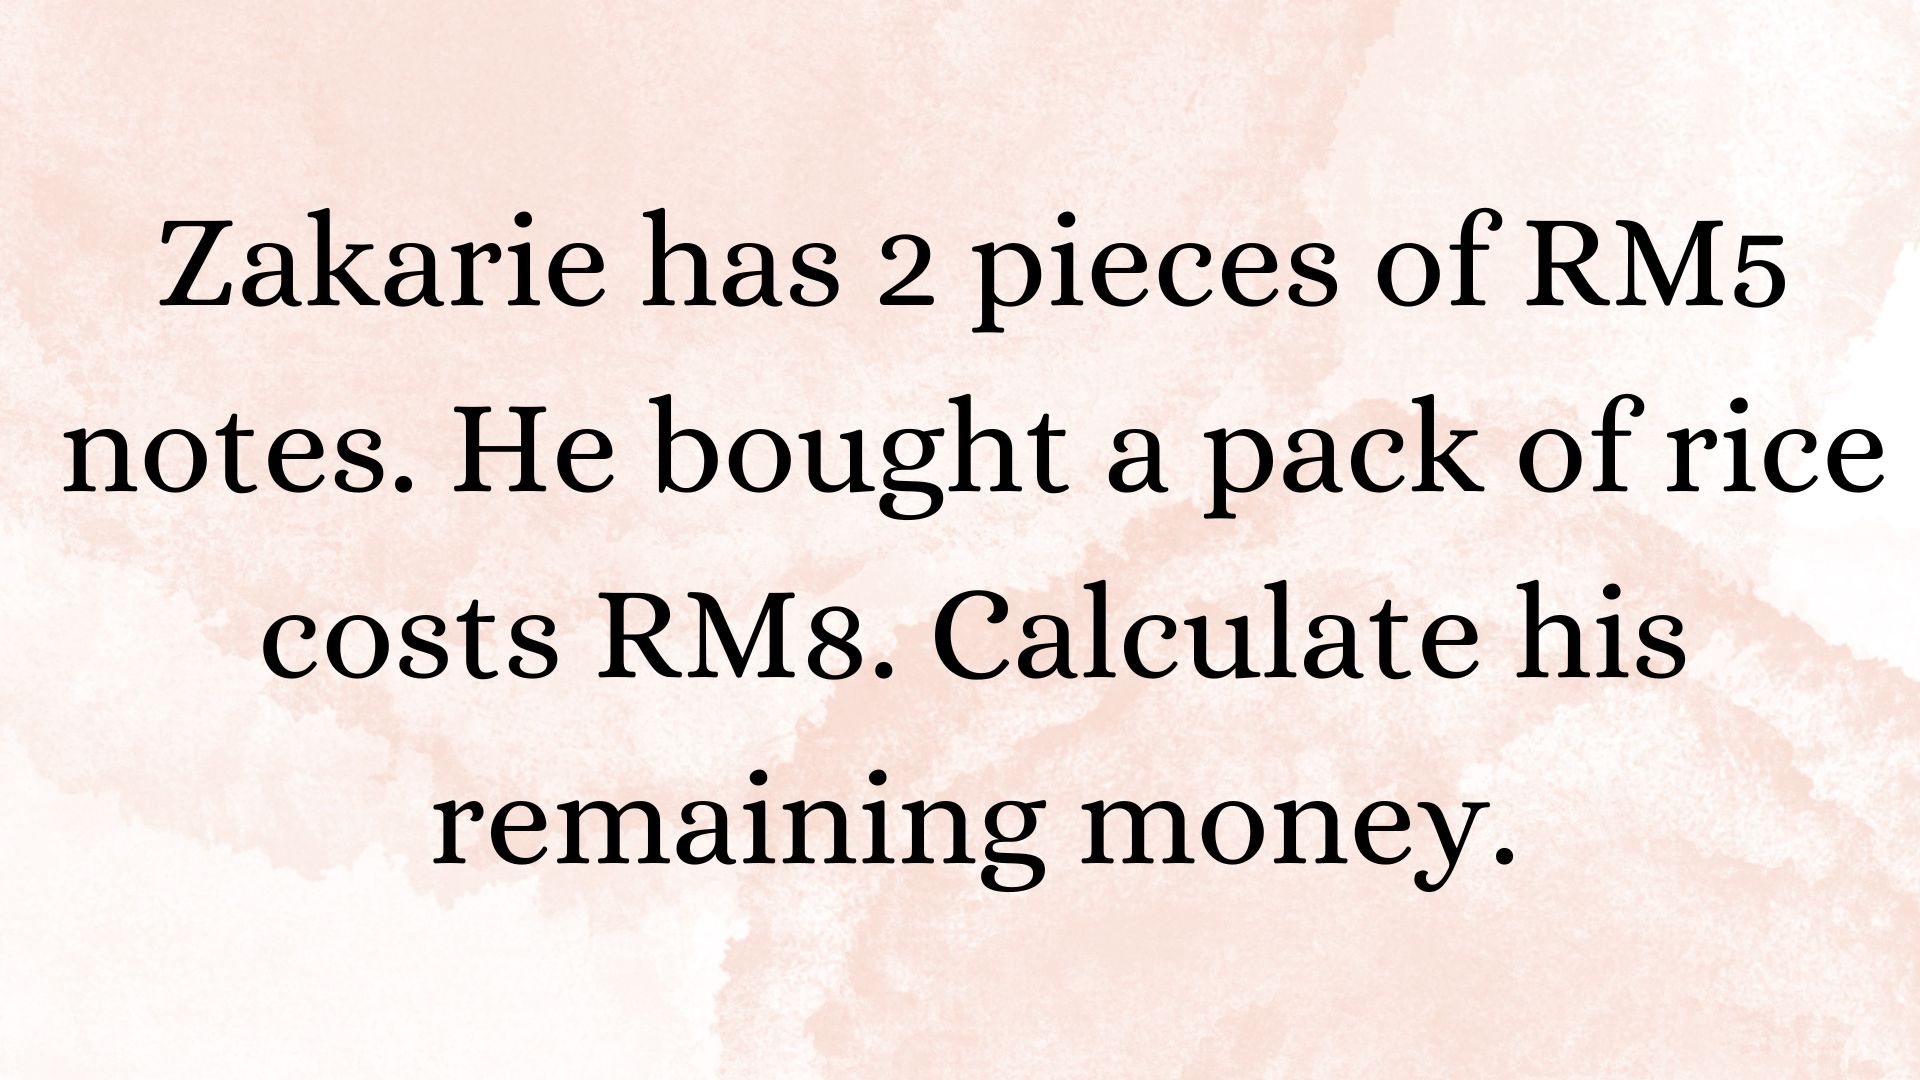 Zakarie has 2 pieces of RM5
notes. He bought a pack of rice
costs RM8. Calculate his
remaining money.